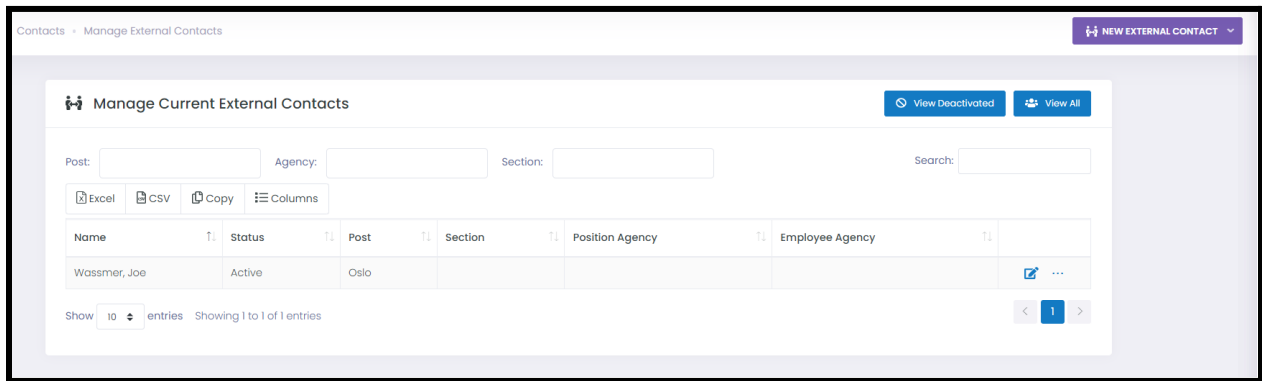 Contacts • Manage External Contacts
NEW EXTERNAL CONTACT
Manage Current External Contacts
View Deactivated
View All
Post:
Agency:
Section:
Search:
Excel
CSV
Copy
Columns
Name Status Post Section Position Agency Employee Agency
Wassmer, Joe Active Oslo
Show 10 entries Showing 1 to 1 of 1 entries
< 1 >